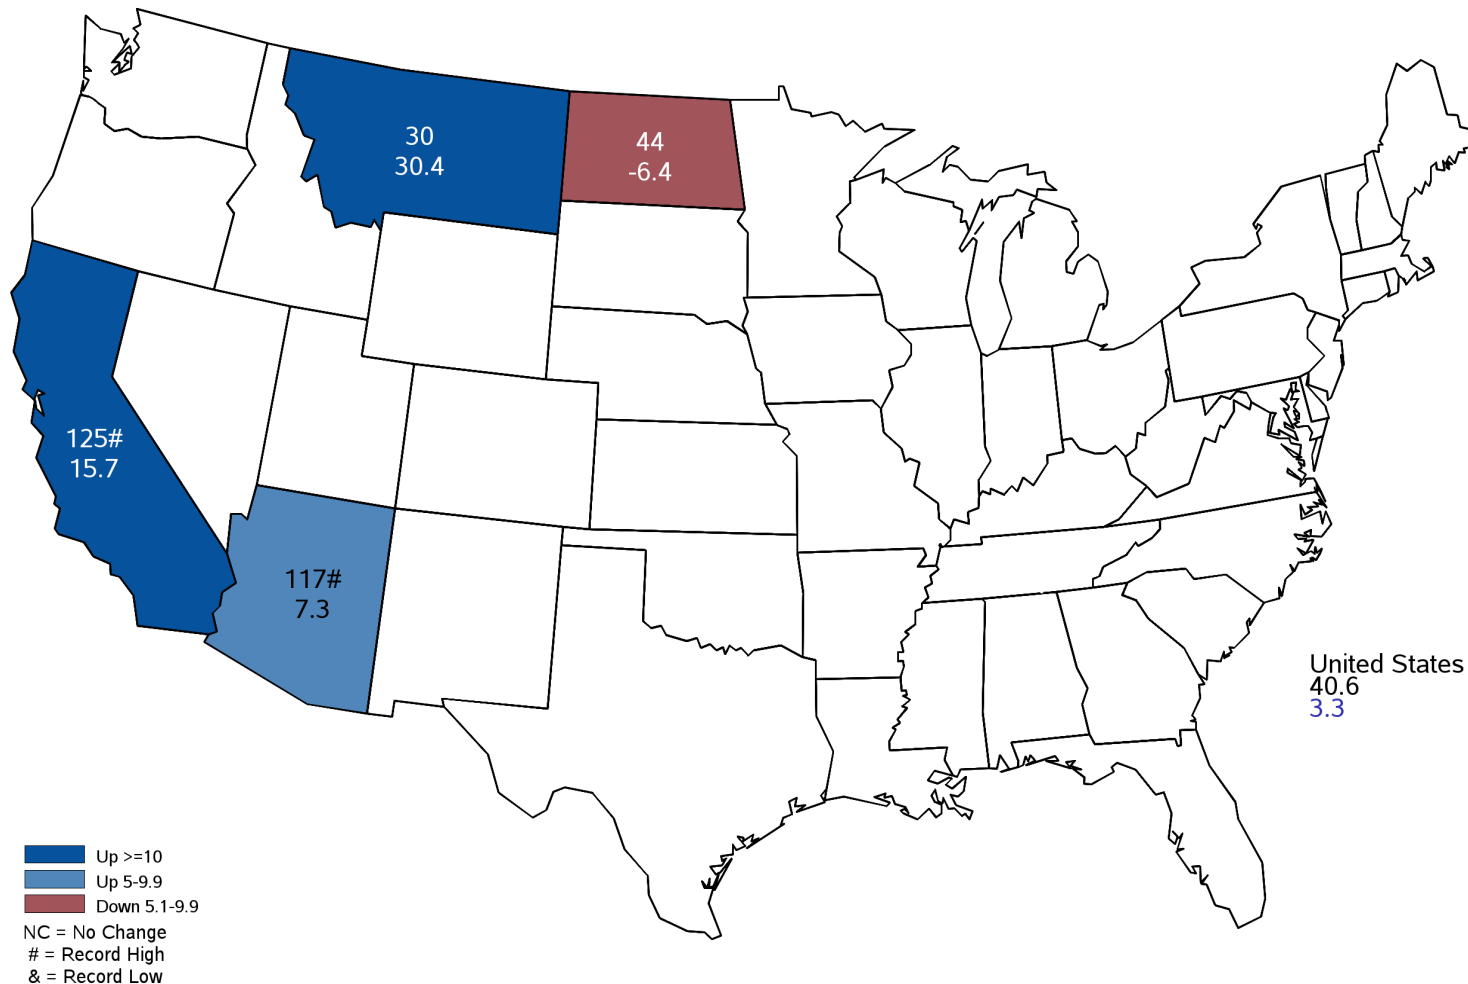 30
30.4
44
-6.4
125#
15.7
117#
7.3
United States
40.6
3.3
Up >=10
Up 5-9.9
Down 5.1-9.9
NC = No Change
# = Record High
& = Record Low